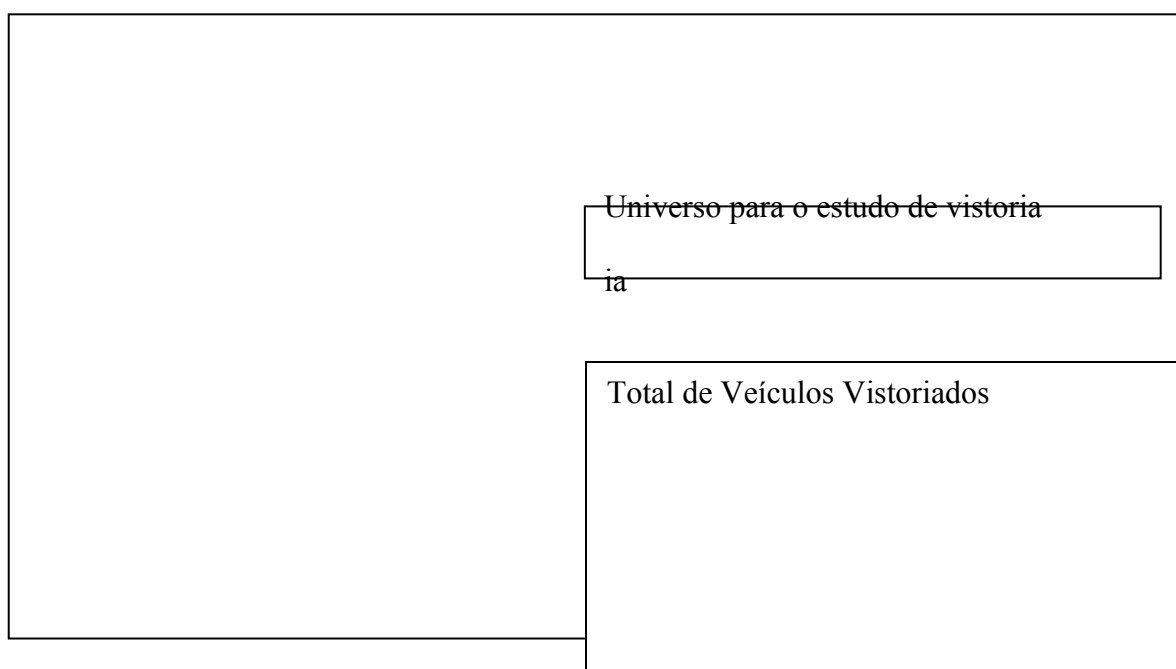 Universo para o estudo de vistoria
ia
Total de Veículos Vistoriados